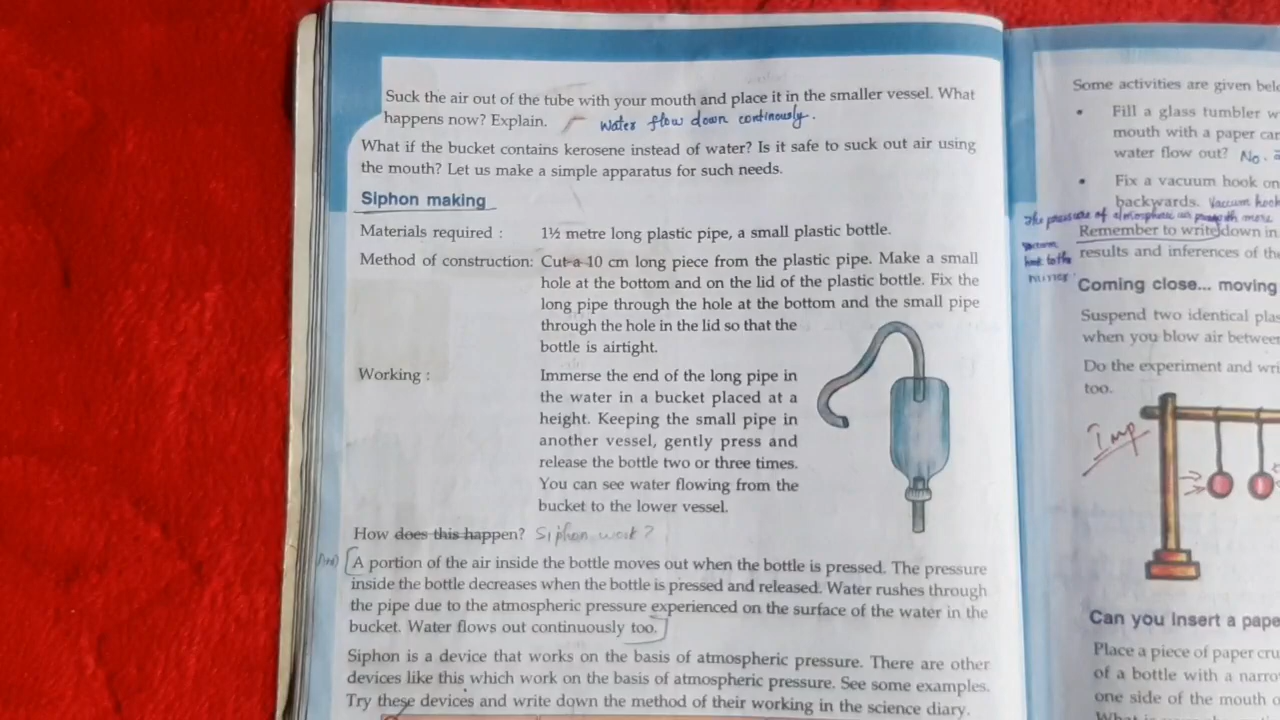 Suck the air out of the tube with your mouth and place it in the smaller vessel. What
happens now? Explain. Water flow down continously.
What if the bucket contains kerosene instead of water? Is it safe to suck out air using
the mouth? Let us make a simple apparatus for such needs.
Siphon making
Materials required : 1½ metre long plastic pipe, a small plastic bottle.
Method of construction: Cut a 10 cm long piece from the plastic pipe. Make a small
hole at the bottom and on the lid of the plastic bottle. Fix the
long pipe through the hole at the bottom and the small pipe
through the hole in the lid so that the
bottle is airtight.
Working : Immerse the end of the long pipe in
the water in a bucket placed at a
height. Keeping the small pipe in
another vessel, gently press and
release the bottle two or three times.
You can see water flowing from the
bucket to the lower vessel.
How does this happen? Siphon work?
A portion of the air inside the bottle moves out when the bottle is pressed. The pressure
inside the bottle decreases when the bottle is pressed and released. Water rushes through
the pipe due to the atmospheric pressure experienced on the surface of the water in the
bucket. Water flows out continuously too.
Siphon is a device that works on the basis of atmospheric pressure. There are other
devices like this which work on the basis of atmospheric pressure. See some examples.
Try these devices and write down the method of their working in the science diary.
Some activities are given
• Fill a glass tumbler
mouth with a paper
water flow out? No.
• Fix a vacuum hook on
backwards. Vacuum hook
The pressure of atmospheric air
Remember to write down in
hook to the
results and inferences of
Coming close... moving
Suspend two identical
when you blow air between
Do the experiment and
too.
Imp
Can you insert a
Place a piece of paper
of a bottle with a
one side of the mouth